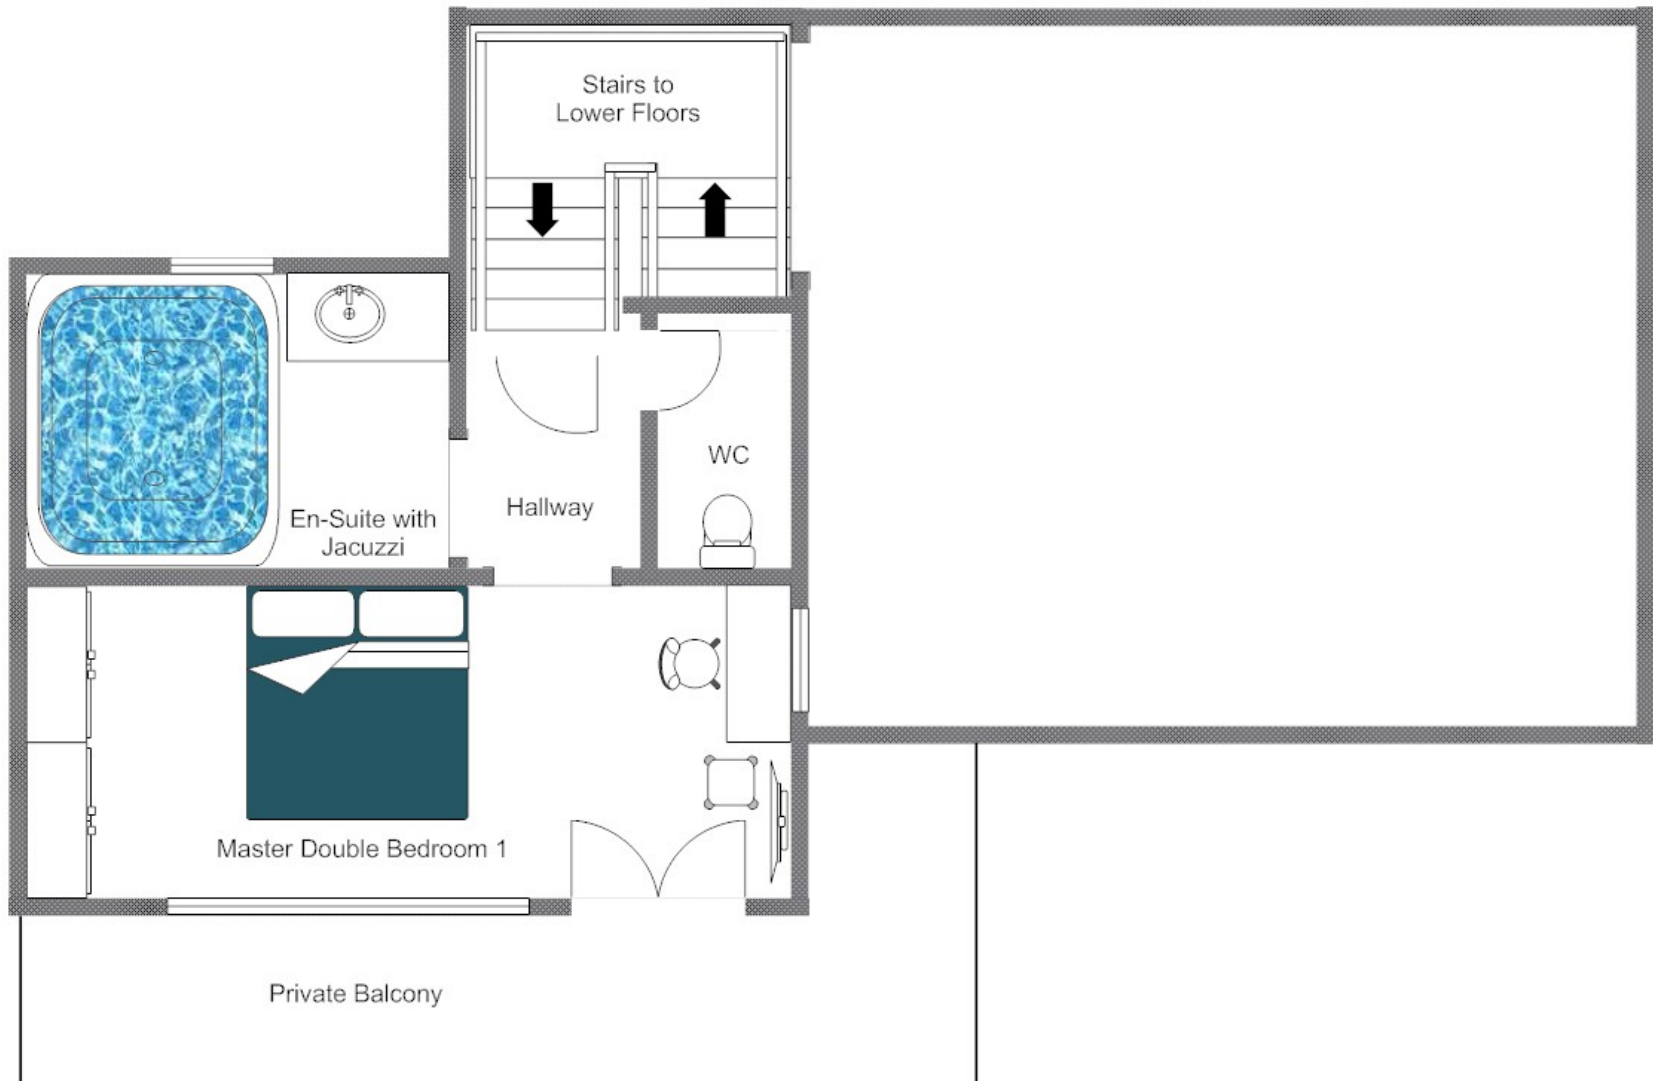 Stairs to
Lower Floors
WC
Hallway
En-Suite with
Jacuzzi
Master Double Bedroom 1
Private Balcony